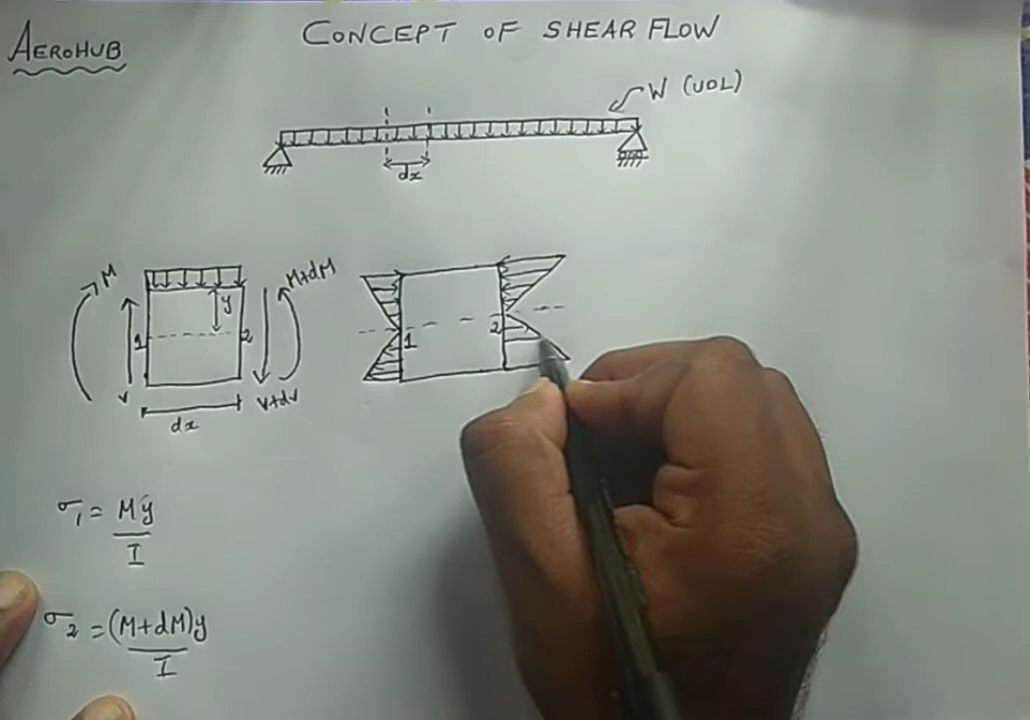 AEROHUB
CONCEPT OF SHEAR FLOW
W (UDL)
dx
M
M+dM
y
1
2
V
V+dV
dx
1
2
σ₁ = My
I
σ₂ = (M+dM)y
I